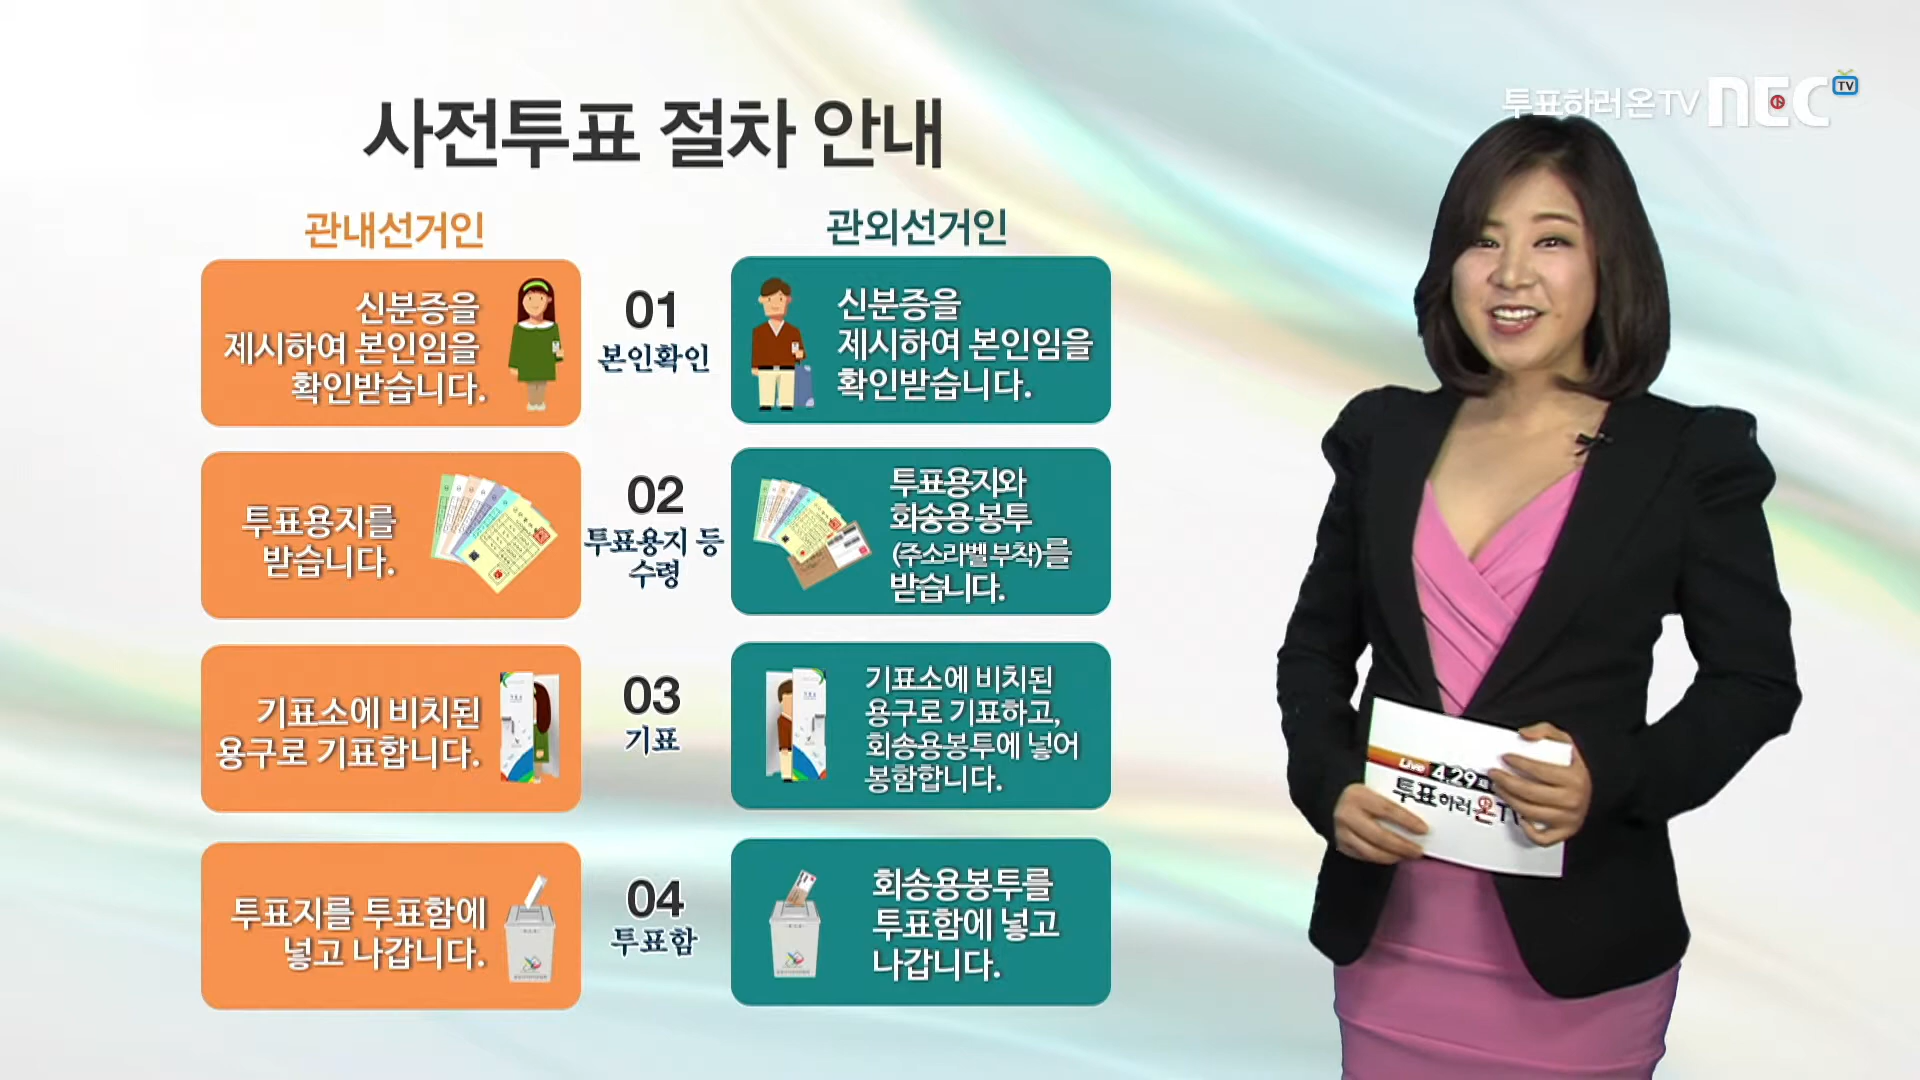 투표하러 온 TV NEC TV
사전투표 절차 안내
관내선거인
관외선거인
신분증을
제시하여 본인임을
확인받습니다.
01
본인확인
신분증을
제시하여 본인임을
확인받습니다.
투표용지를
받습니다.
02
투표용지 등
수령
투표용지와
회송용 봉투
(주소라벨 부착)를
받습니다.
기표소에 비치된
용구로 기표합니다.
03
기표
기표소에 비치된
용구로 기표하고,
회송용봉투에 넣어
봉함합니다.
투표지를 투표함에
넣고 나갑니다.
04
투표함
회송용봉투를
투표함에 넣고
나갑니다.
Live 4.29
투표하러 온 TV